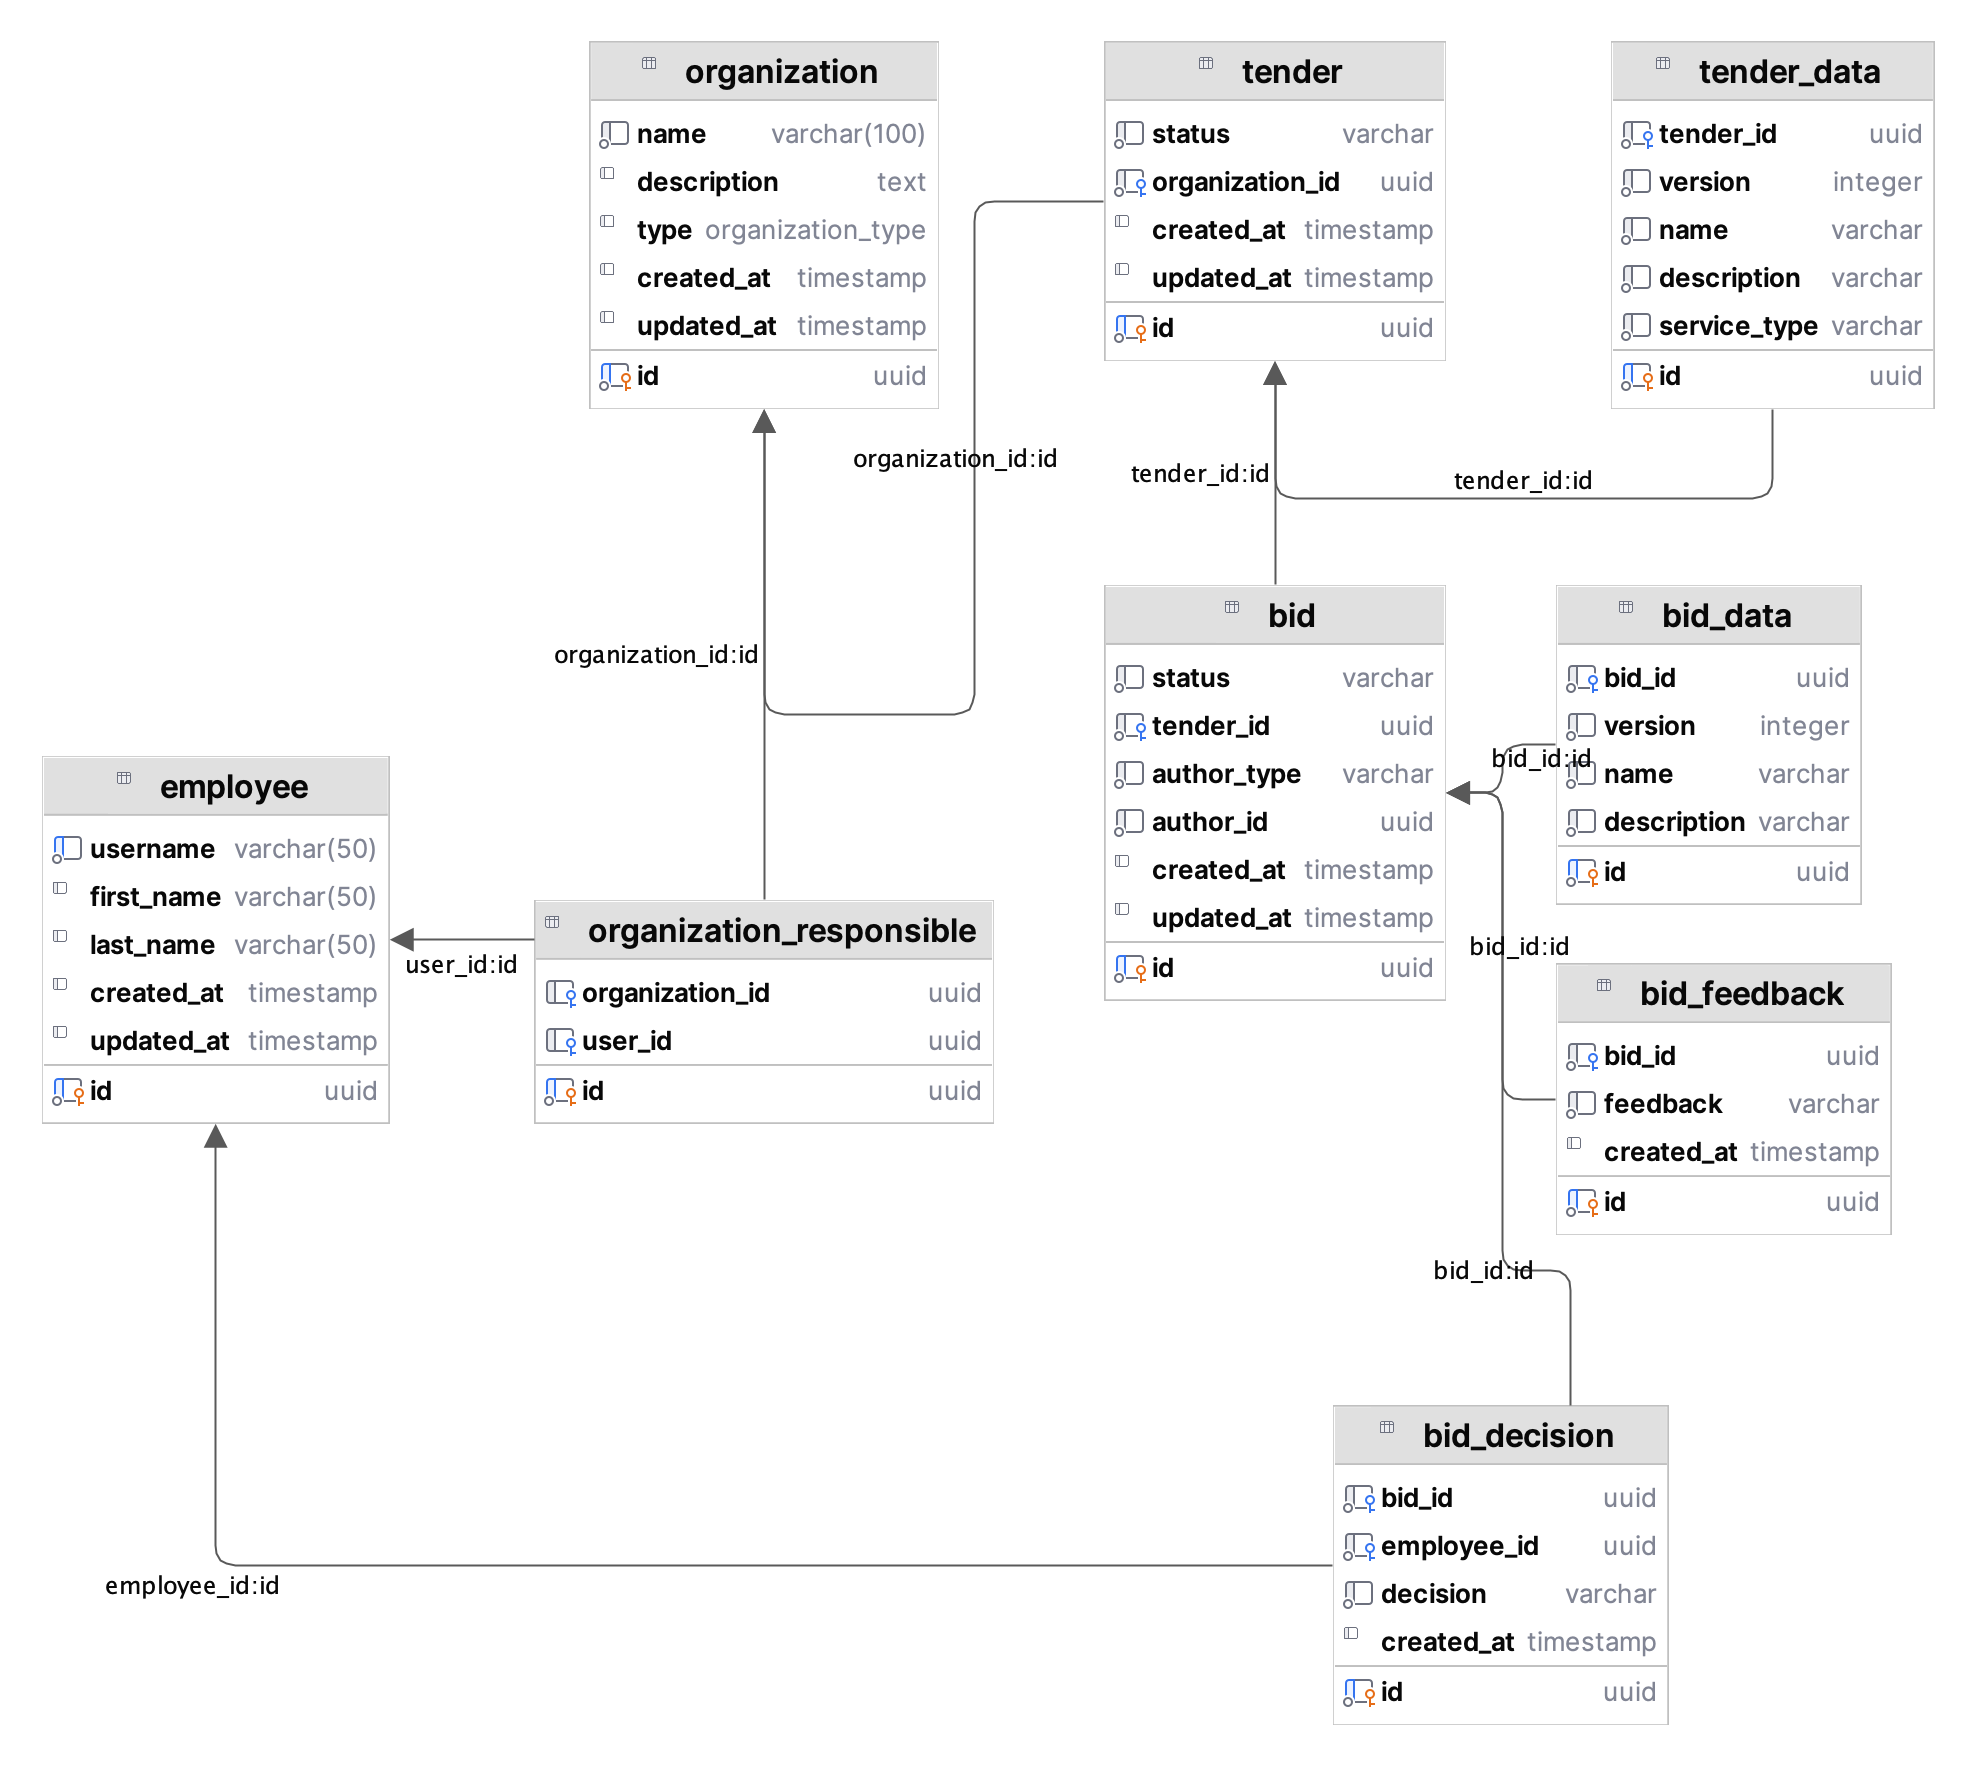 organization
name varchar(100)
description text
type organization_type
created_at timestamp
updated_at timestamp
id uuid
tender
status varchar
organization_id uuid
created_at timestamp
updated_at timestamp
id uuid
tender_data
tender_id uuid
version integer
name varchar
description varchar
service_type varchar
id uuid
organization_id:id
tender_id:id
tender_id:id
organization_id:id
bid
status varchar
tender_id uuid
author_type varchar
author_id uuid
created_at timestamp
updated_at timestamp
id uuid
bid_data
bid_id uuid
version integer
name varchar
description varchar
id uuid
bid_id:id
employee
username varchar(50)
first_name varchar(50)
last_name varchar(50)
created_at timestamp
updated_at timestamp
id uuid
user_id:id
organization_responsible
organization_id uuid
user_id uuid
id uuid
bid_id:id
bid_feedback
bid_id uuid
feedback varchar
created_at timestamp
id uuid
bid_id:id
bid_decision
bid_id uuid
employee_id uuid
decision varchar
created_at timestamp
id uuid
employee_id:id